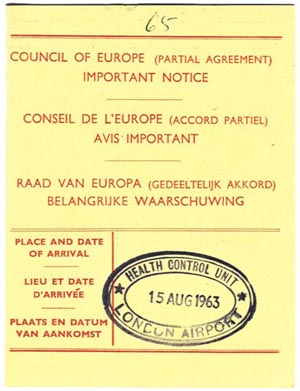 65
COUNCIL OF EUROPE (PARTIAL AGREEMENT)
IMPORTANT NOTICE
CONSEIL DE L'EUROPE (ACCORD PARTIEL)
AVIS IMPORTANT
RAAD VAN EUROPA (GEDEELTELIJK AKKORD)
BELANGRIJKE WAARSCHUWING
PLACE AND DATE
OF ARRIVAL
LIEU ET DATE
D'ARRIVÉE
PLAATS EN DATUM
VAN AANKOMST
HEALTH CONTROL UNIT
15 AUG 1963
LONDON AIRPORT